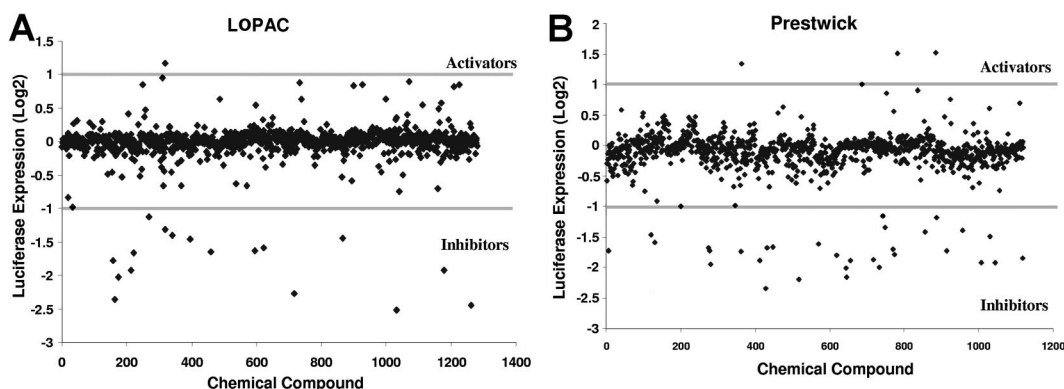 A
LOPAC
Luciferase Expression (Log2)
1.5
1
0.5
0
-0.5
-1
-1.5
-2
-2.5
-3
Activators
Inhibitors
0 200 400 600 800 1000 1200 1400
Chemical Compound
B
Prestwick
Luciferase Expression (Log2)
2
1.5
1
0.5
0
-0.5
-1
-1.5
-2
-2.5
-3
Activators
Inhibitors
0 200 400 600 800 1000 1200
Chemical Compound